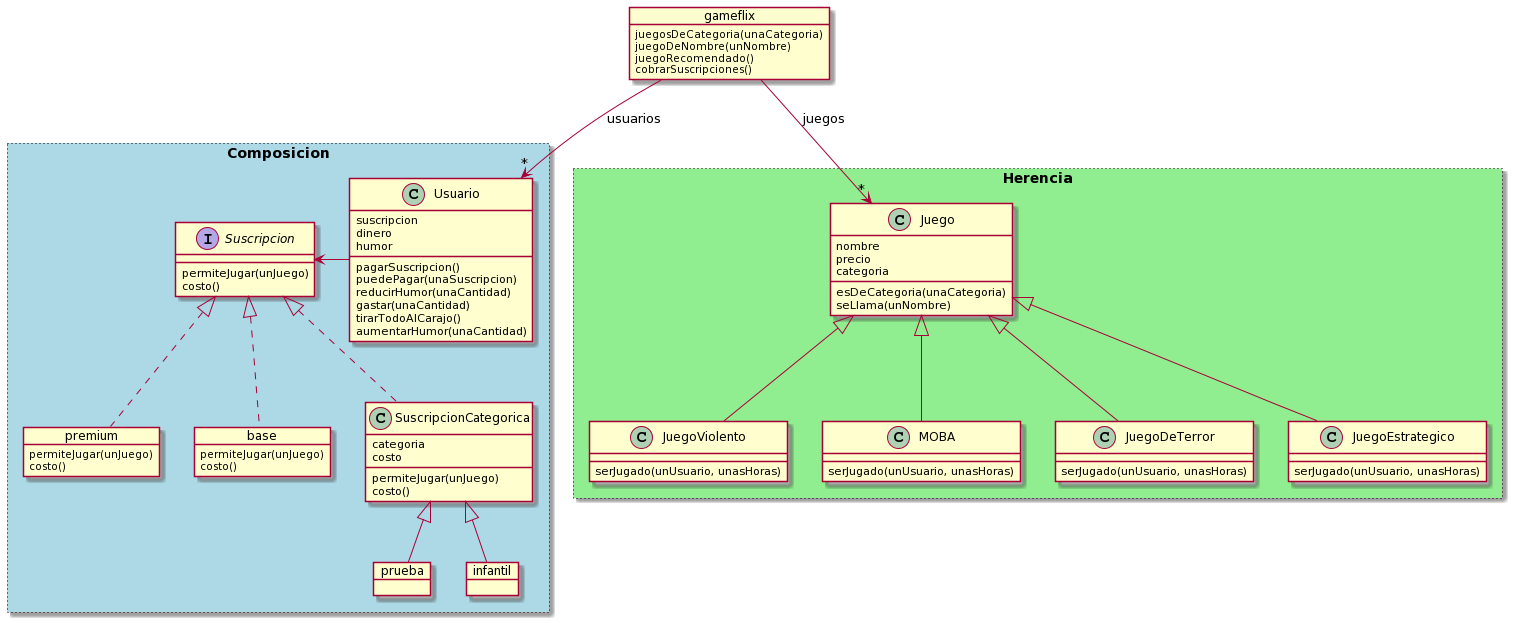 gameflix
juegosDeCategoria(unaCategoria)
juegoDeNombre(unNombre)
juegoRecomendado()
cobrarSuscripciones()
usuarios
juegos
*
*
Composicion
C Usuario
suscripcion
dinero
humor
pagarSuscripcion()
puedePagar(unaSuscripcion)
reducirHumor(unaCantidad)
gastar(unaCantidad)
tirarTodoAlCarajo()
aumentarHumor(unaCantidad)
I Suscripcion
permiteJugar(unJuego)
costo()
premium
permiteJugar(unJuego)
costo()
base
permiteJugar(unJuego)
costo()
C SuscripcionCategorica
categoria
costo
permiteJugar(unJuego)
costo()
prueba
infantil
Herencia
C Juego
nombre
precio
categoria
esDeCategoria(unaCategoria)
seLlama(unNombre)
C JuegoViolento
serJugado(unUsuario, unasHoras)
C MOBA
serJugado(unUsuario, unasHoras)
C JuegoDeTerror
serJugado(unUsuario, unasHoras)
C JuegoEstrategico
serJugado(unUsuario, unasHoras)